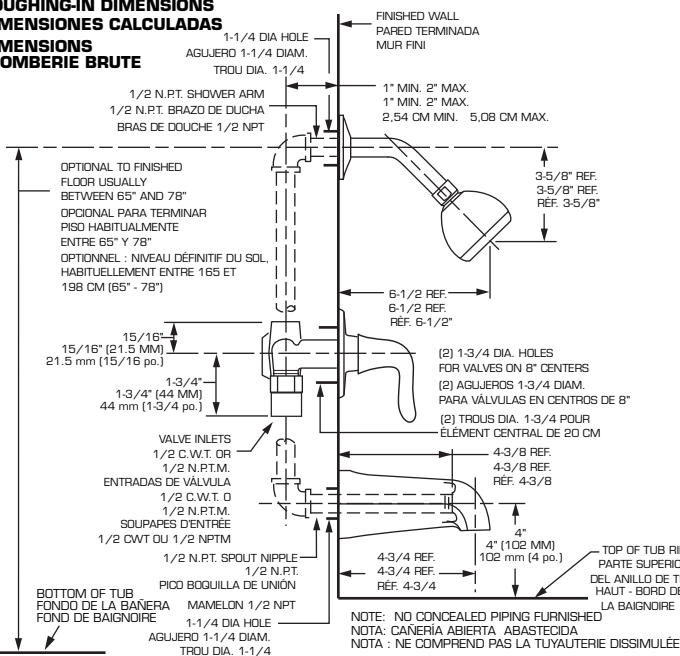 MENSIONES CALCULADAS
MENSIONS
OMBERIE BRUTE
FINISHED WALL
PARED TERMINADA
MUR FINI
1-1/4 DIA HOLE
AGUJERO 1-1/4 DIAM.
TROU DIA. 1-1/4
1/2 N.P.T. SHOWER ARM
1/2 N.P.T. BRAZO DE DUCHA
BRAS DE DOUCHE 1/2 NPT
1" MIN. 2" MAX.
1" MIN. 2" MAX.
2,54 CM MIN. 5,08 CM MAX.
OPTIONAL TO FINISHED
FLOOR USUALLY
BETWEEN 65" AND 78"
OPCIONAL PARA TERMINAR
PISO HABITUALMENTE
ENTRE 65" Y 78"
OPTIONNEL : NIVEAU DÉFINITIF DU SOL,
HABITUELLEMENT ENTRE 165 ET
198 CM (65" - 78")
3-5/8" REF.
3-5/8" REF.
RÉF. 3-5/8"
6-1/2 REF.
6-1/2 REF.
RÉF. 6-1/2"
15/16"
15/16" (21.5 MM)
21.5 mm (15/16 po.)
1-3/4"
1-3/4" (44 MM)
44 mm (1-3/4 po.)
(2) 1-3/4 DIA. HOLES
FOR VALVES ON 8" CENTERS
(2) AGUJEROS 1-3/4 DIAM.
PARA VÁLVULAS EN CENTROS DE 8"
(2) TROUS DIA. 1-3/4 POUR
ÉLÉMENT CENTRAL DE 20 CM
VALVE INLETS
1/2 C.W.T. OR
1/2 N.P.T.M.
ENTRADAS DE VÁLVULA
1/2 C.W.T. O
1/2 N.P.T.M.
SOUPAPES D'ENTRÉE
1/2 CWT OU 1/2 NPTM
4-3/8 REF.
4-3/8 REF.
RÉF. 4-3/8
4"
4" (102 MM)
102 mm (4 po.)
1/2 N.P.T. SPOUT NIPPLE
1/2 N.P.T.
PICO BOQUILLA DE UNIÓN
MAMELON 1/2 NPT
4-3/4 REF.
4-3/4 REF.
RÉF. 4-3/4
TOP OF TUB
PARTE SUPERIO
DEL ANILLO DE
HAUT - BORD DE
LA BAIGNOIRE
BOTTOM OF TUB
FONDO DE LA BAÑERA
FOND DE BAIGNOIRE
1-1/4 DIA HOLE
AGUJERO 1-1/4 DIAM.
TROU DIA. 1-1/4
NOTE: NO CONCEALED PIPING FURNISHED
NOTA: CAÑERÍA ABIERTA ABASTECIDA
NOTA : NE COMPREND PAS LA TUYAUTERIE DISSIMULÉE